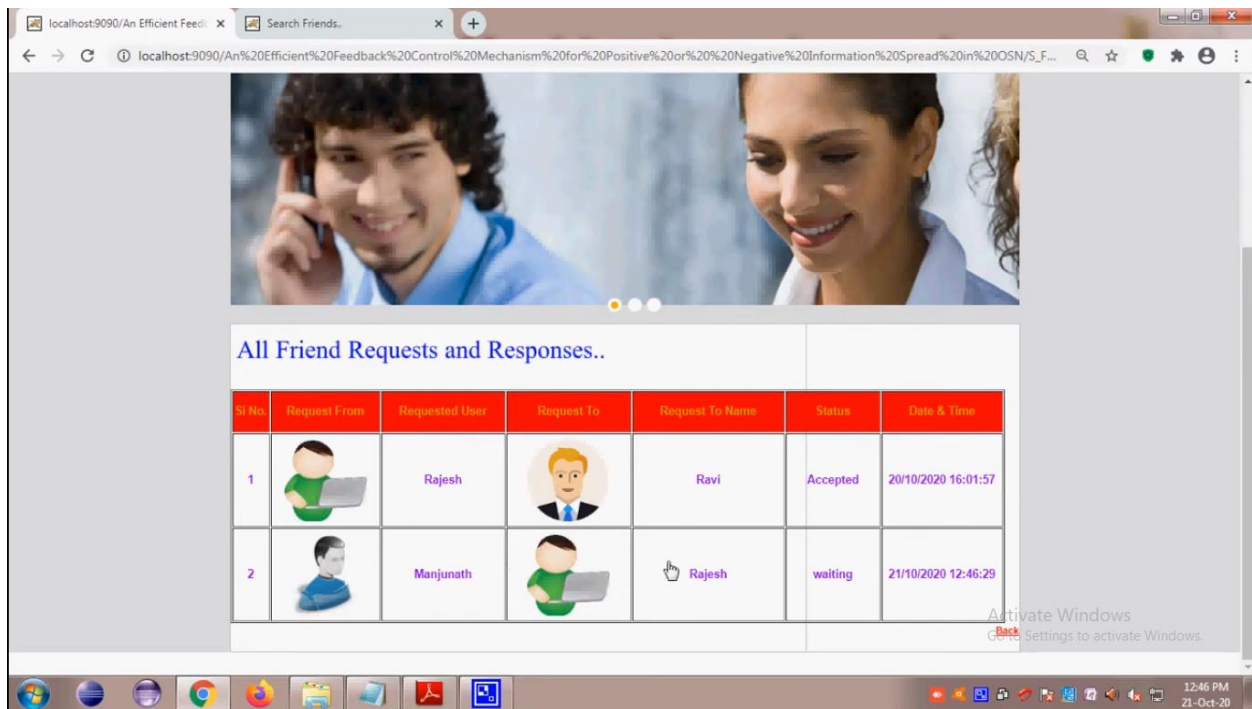 localhost:9090/An Efficient Feed
Search Friends..
localhost:9090/An%20Efficient%20Feedback%20Control%20Mechanism%20for%20Positive%20or%20%20Negative%20Information%20Spread%20in%20OSN/S_F...
All Friend Requests and Responses..
Si No. Request From Requested User Request To Request To Name Status Date & Time
1 Rajesh Ravi Accepted 20/10/2020 16:01:57
2 Manjunath Rajesh waiting 21/10/2020 12:46:29
Activate Windows
Back
Go to Settings to activate Windows.
12:46 PM
21-Oct-20